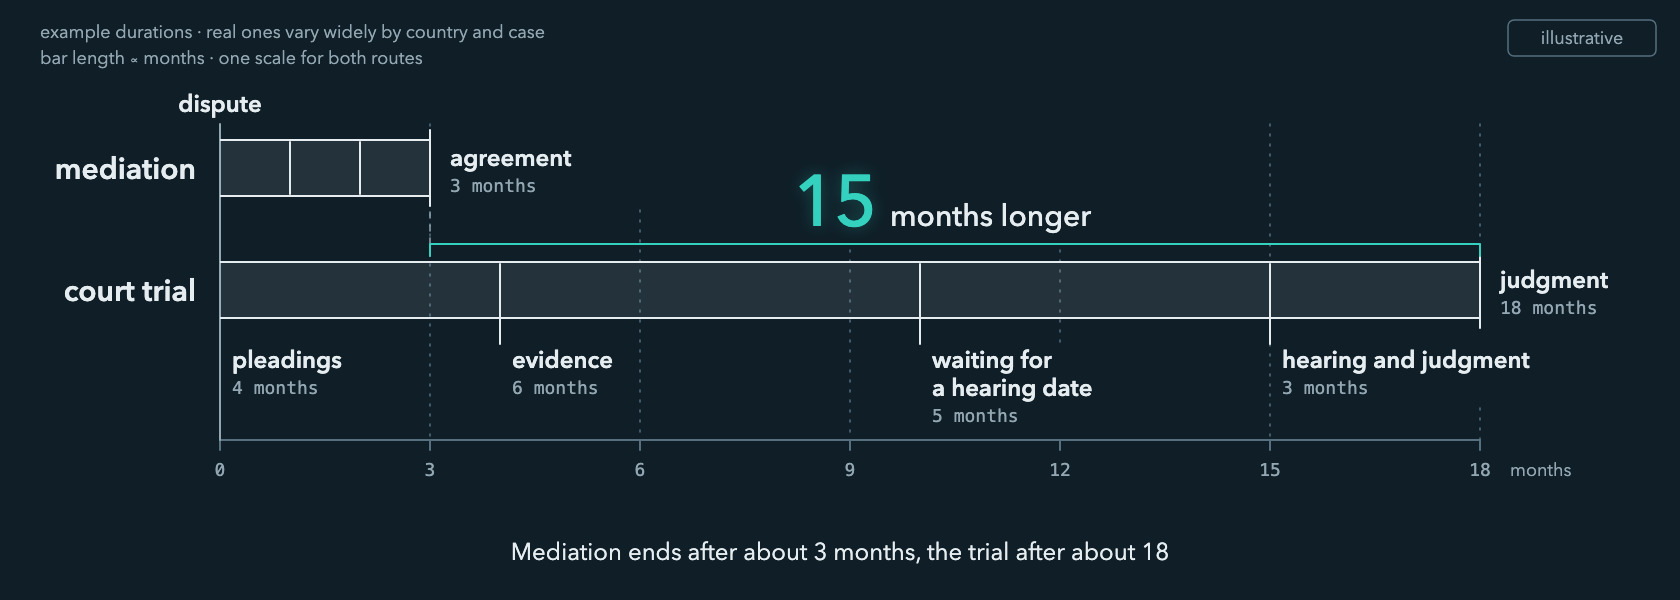 example durations · real ones vary widely by country and case
bar length ∝ months · one scale for both routes
illustrative
dispute
mediation
agreement
3 months
15 months longer
court trial
judgment
18 months
pleadings
4 months
evidence
6 months
waiting for
a hearing date
5 months
hearing and judgment
3 months
0 3 6 9 12 15 18 months
Mediation ends after about 3 months, the trial after about 18